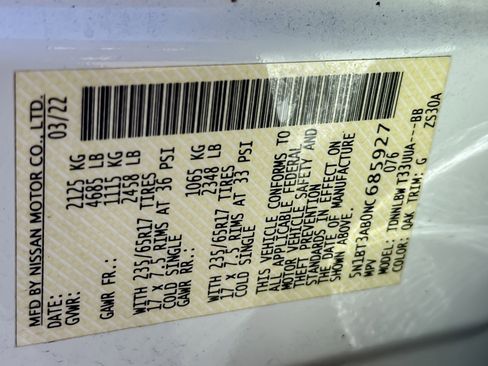 MFD BY NISSAN MOTOR CO., LTD.
DATE: 03/22
GVWR: 2125 KG
4685 LB
GAWR FR.: 1115 KG
2458 LB
WITH 235/65R17 TIRES
17 x 7.5 RIMS AT 36 PSI
COLD SINGLE
GAWR RR.: 1065 KG
2348 LB
WITH 235/65R17 TIRES
17 x 7.5 RIMS AT 33 PSI
COLD SINGLE
THIS VEHICLE CONFORMS TO
ALL APPLICABLE FEDERAL
MOTOR VEHICLE SAFETY AND
THEFT PREVENTION
STANDARDS IN EFFECT ON
THE DATE OF MANUFACTURE
SHOWN ABOVE.
5N1BT3AB0NC685927
MPV 076
MODEL: TDNNLBWT33UUA---BB
COLOR: QAK TRIM: G ZS30A